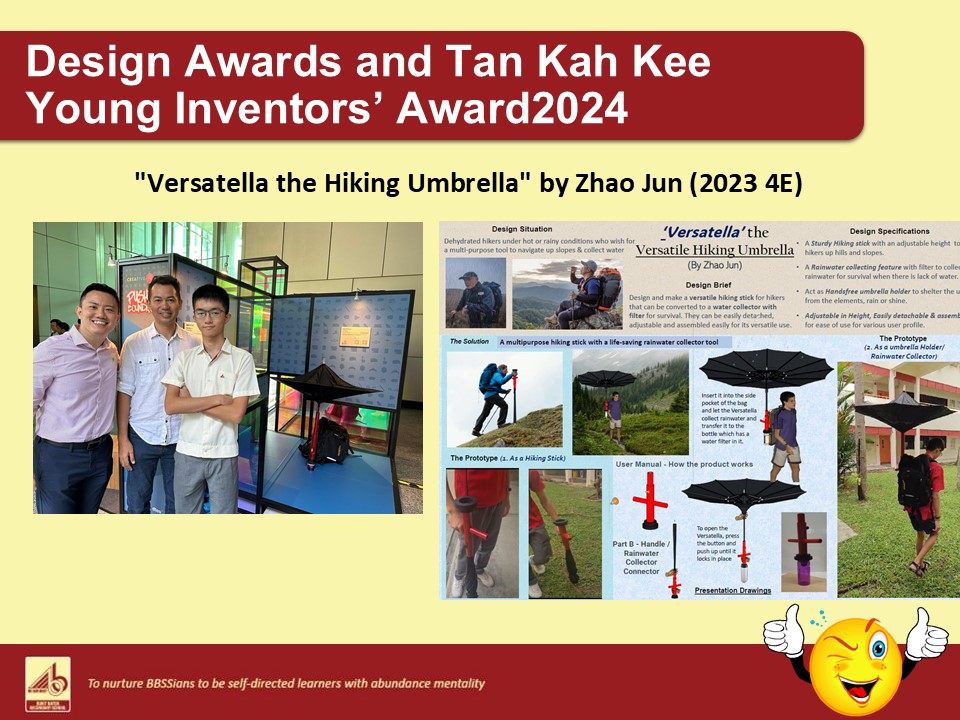 Design Awards and Tan Kah Kee
Young Inventors’ Award2024
"Versatella the Hiking Umbrella" by Zhao Jun (2023 4E)
PUSH
Design Situation
Dehydrated hikers under hot or rainy conditions who wish for
a multi-purpose tool to navigate up slopes & collect water
‘Versatella’ the
Versatile Hiking Umbrella
(By Zhao Jun)
Design Brief
Design and make a versatile hiking stick for hikers
that can be converted to a water collector with
filter for survival. They can be easily detached,
adjustable and assembled easily for its versatile use.
Design Specifications
• A Sturdy Hiking stick with an adjustable height to
hikers up hills and slopes.
• A Rainwater collecting feature with filter to collec
rainwater for survival when there is lack of water.
• Act as Handsfree umbrella holder to shelter the u
from the elements, rain or shine.
• Adjustable in Height, Easily detachable & assemb
for ease of use for various user profile.
The Solution
A multipurpose hiking stick with a life-saving rainwater collector tool
The Prototype
(2. As a umbrella Holder/
Rainwater Collector)
Insert it into the side
pocket of the bag
and let the Versatella
collect rainwater and
transfer it to the
bottle which has a
water filter in it.
The Prototype (1. As a Hiking Stick)
User Manual - How the product works
Part B - Handle /
Rainwater
Collector
Connector
To open the
Versatella, press
the button and
push up until it
locks in place
Presentation Drawings
To nurture BBSSians to be self-directed learners with abundance mentality